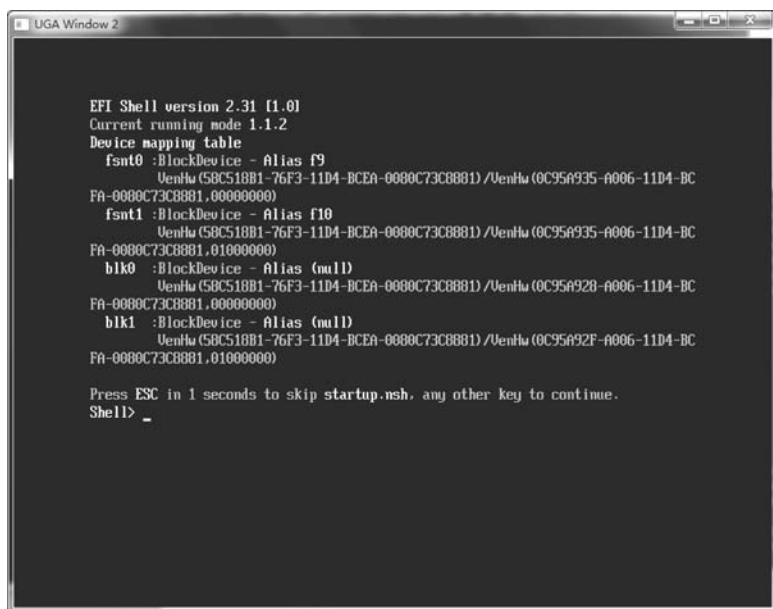 UGA Window 2
EFI Shell version 2.31 [1.0]
Current running mode 1.1.2
Device mapping table
fsnt0 :BlockDevice - Alias f9
VenHw(58C518B1-76F3-11D4-BCEA-0080C73C8881)/VenHw(0C95A935-A006-11D4-BC
FA-0080C73C8881,00000000)
fsnt1 :BlockDevice - Alias f10
VenHw(58C518B1-76F3-11D4-BCEA-0080C73C8881)/VenHw(0C95A935-A006-11D4-BC
FA-0080C73C8881,01000000)
blk0 :BlockDevice - Alias (null)
VenHw(58C518B1-76F3-11D4-BCEA-0080C73C8881)/VenHw(0C95A928-A006-11D4-BC
FA-0080C73C8881,00000000)
blk1 :BlockDevice - Alias (null)
VenHw(58C518B1-76F3-11D4-BCEA-0080C73C8881)/VenHw(0C95A92F-A006-11D4-BC
FA-0080C73C8881,01000000)
Press ESC in 1 seconds to skip startup.nsh, any other key to continue.
Shell> _